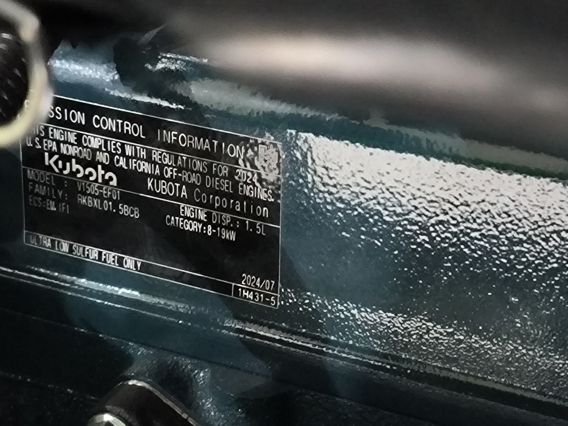 SSION CONTROL INFORMATION
THIS ENGINE COMPLIES WITH REGULATIONS FOR 2024
U.S. EPA NONROAD AND CALIFORNIA OFF-ROAD DIESEL ENGINES.
Kubota KUBOTA Corporation
MODEL : V1505-EF01
FAMILY: RKBXL01.5BCB
ENGINE DISP.: 1.5L
ECS:EM, IFI
CATEGORY:8-19kW
ULTRA LOW SULFUR FUEL ONLY
2024/07
1H431-5